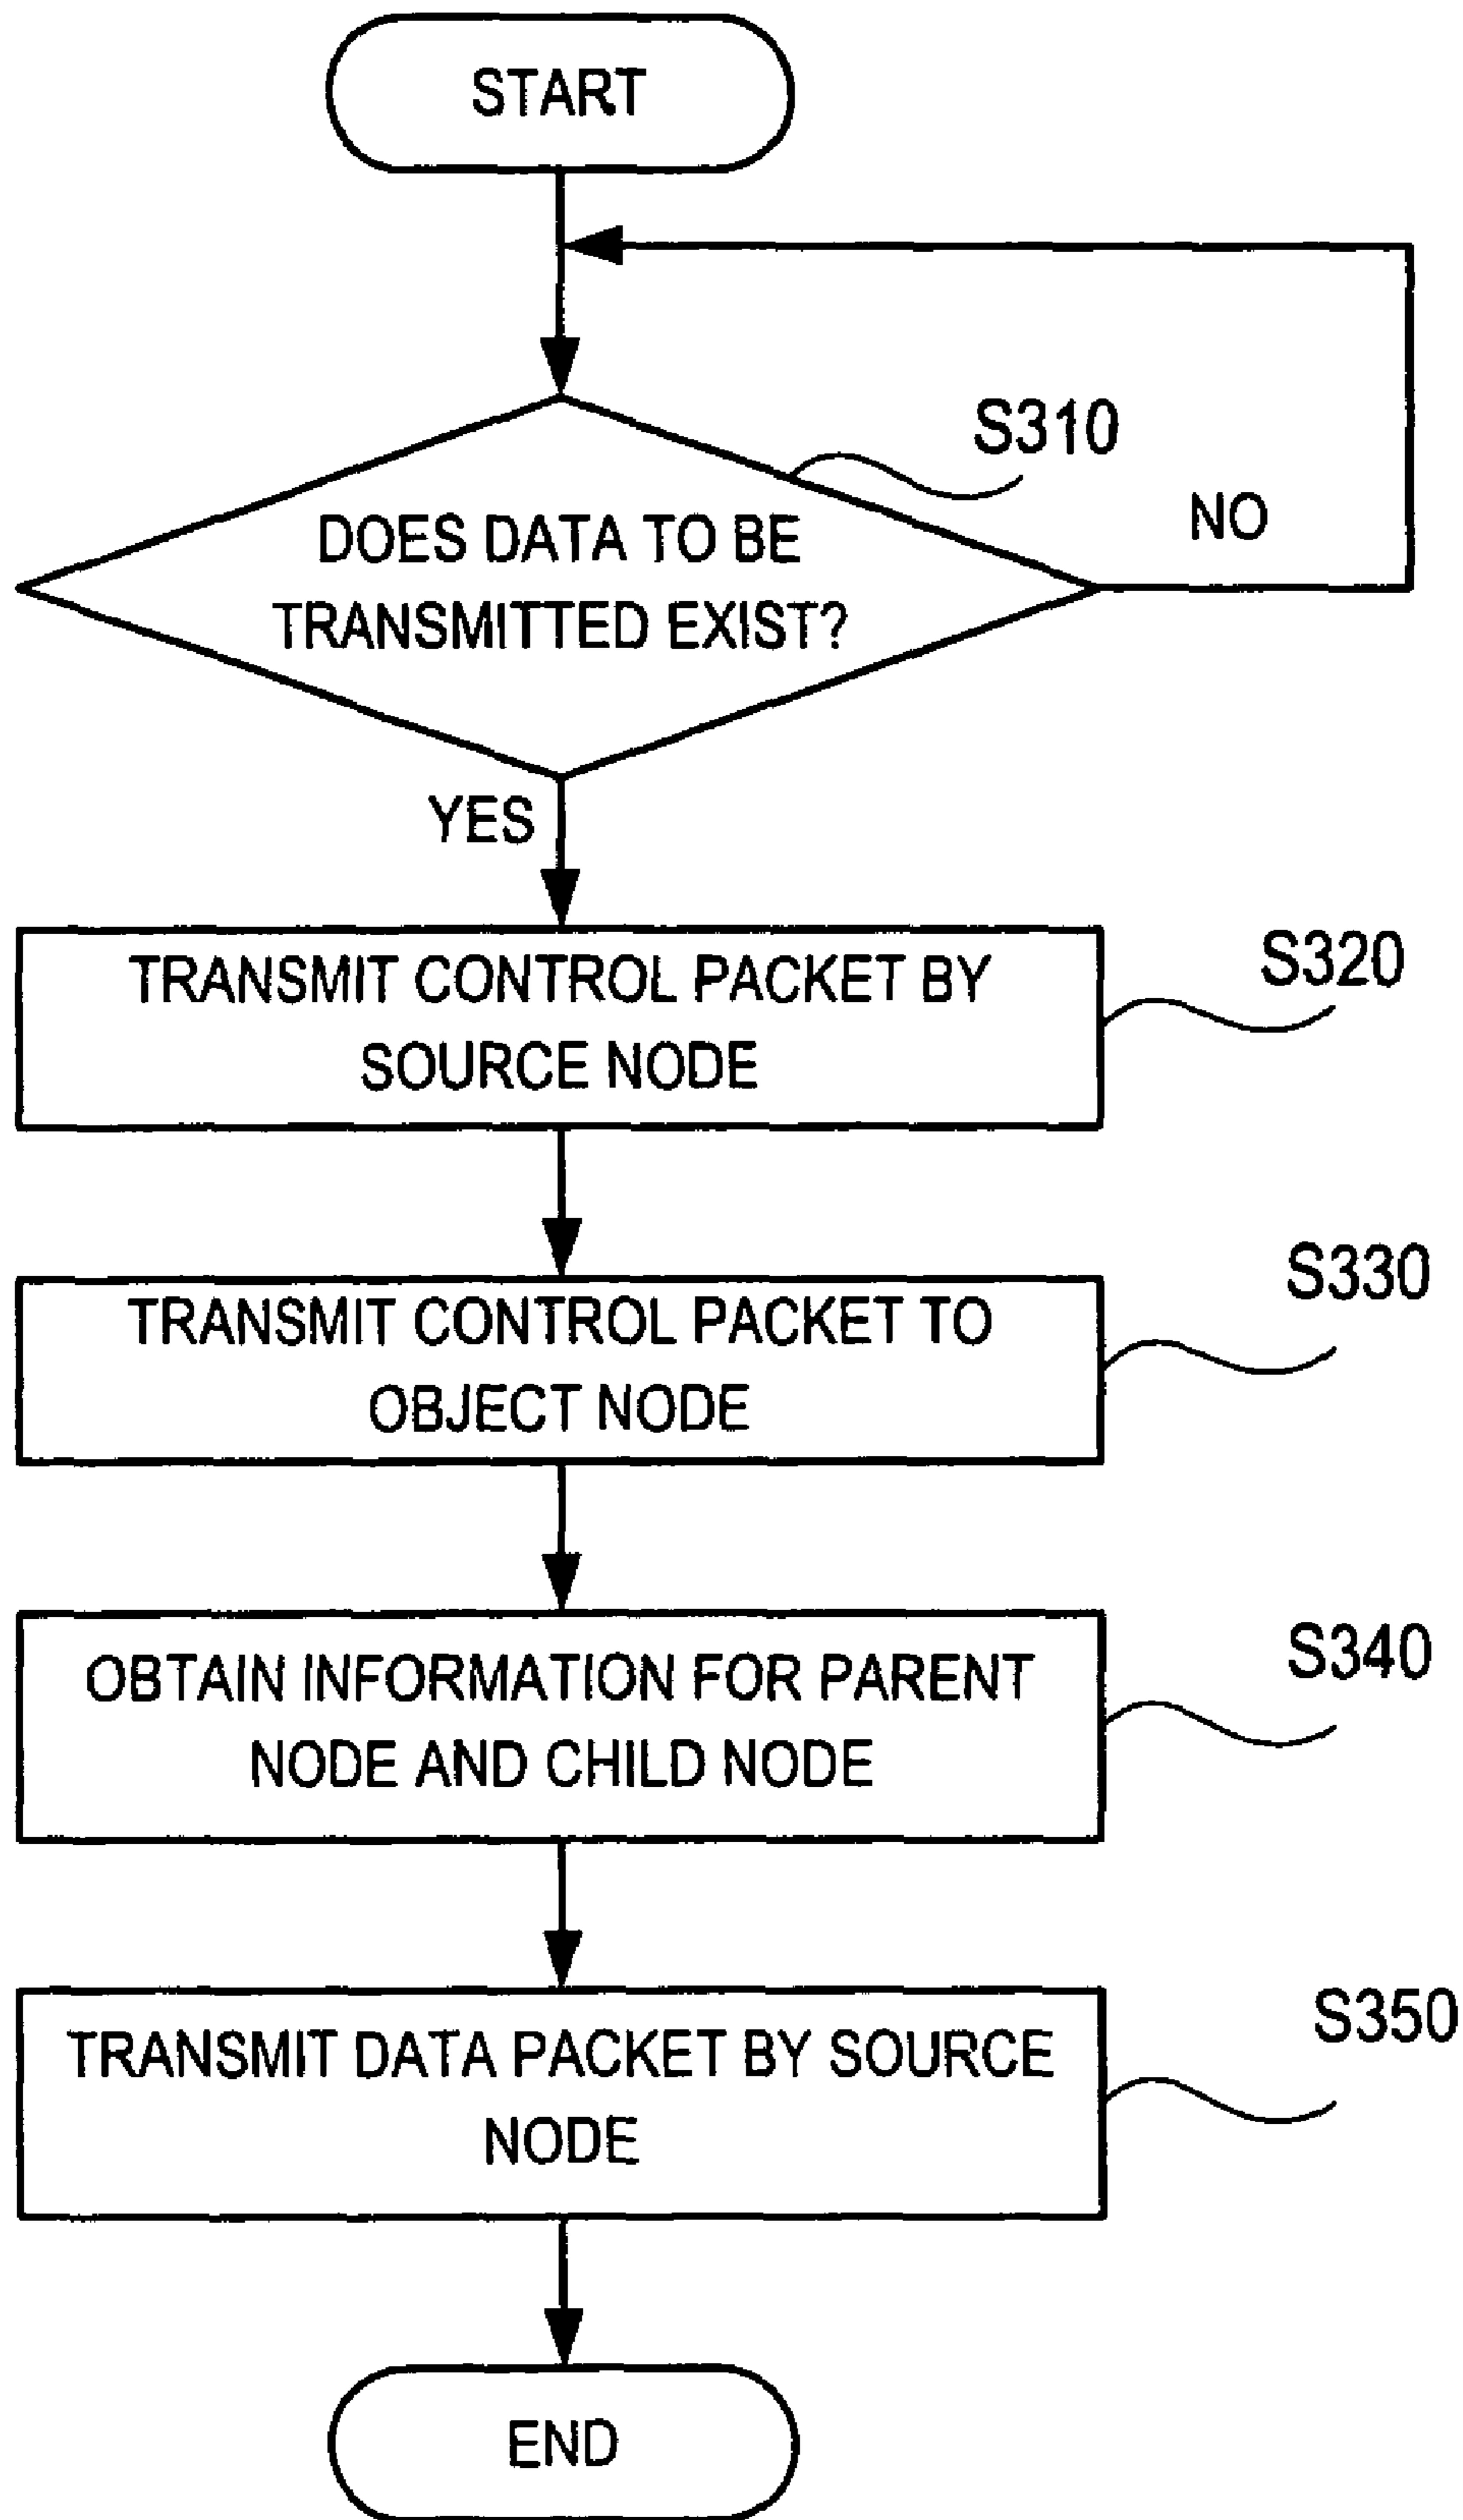 START
S310
NO
DOES DATA TO BE
TRANSMITTED EXIST?
YES
TRANSMIT CONTROL PACKET BY
SOURCE NODE
S320
TRANSMIT CONTROL PACKET TO
OBJECT NODE
S330
OBTAIN INFORMATION FOR PARENT
NODE AND CHILD NODE
S340
TRANSMIT DATA PACKET BY SOURCE
NODE
S350
END